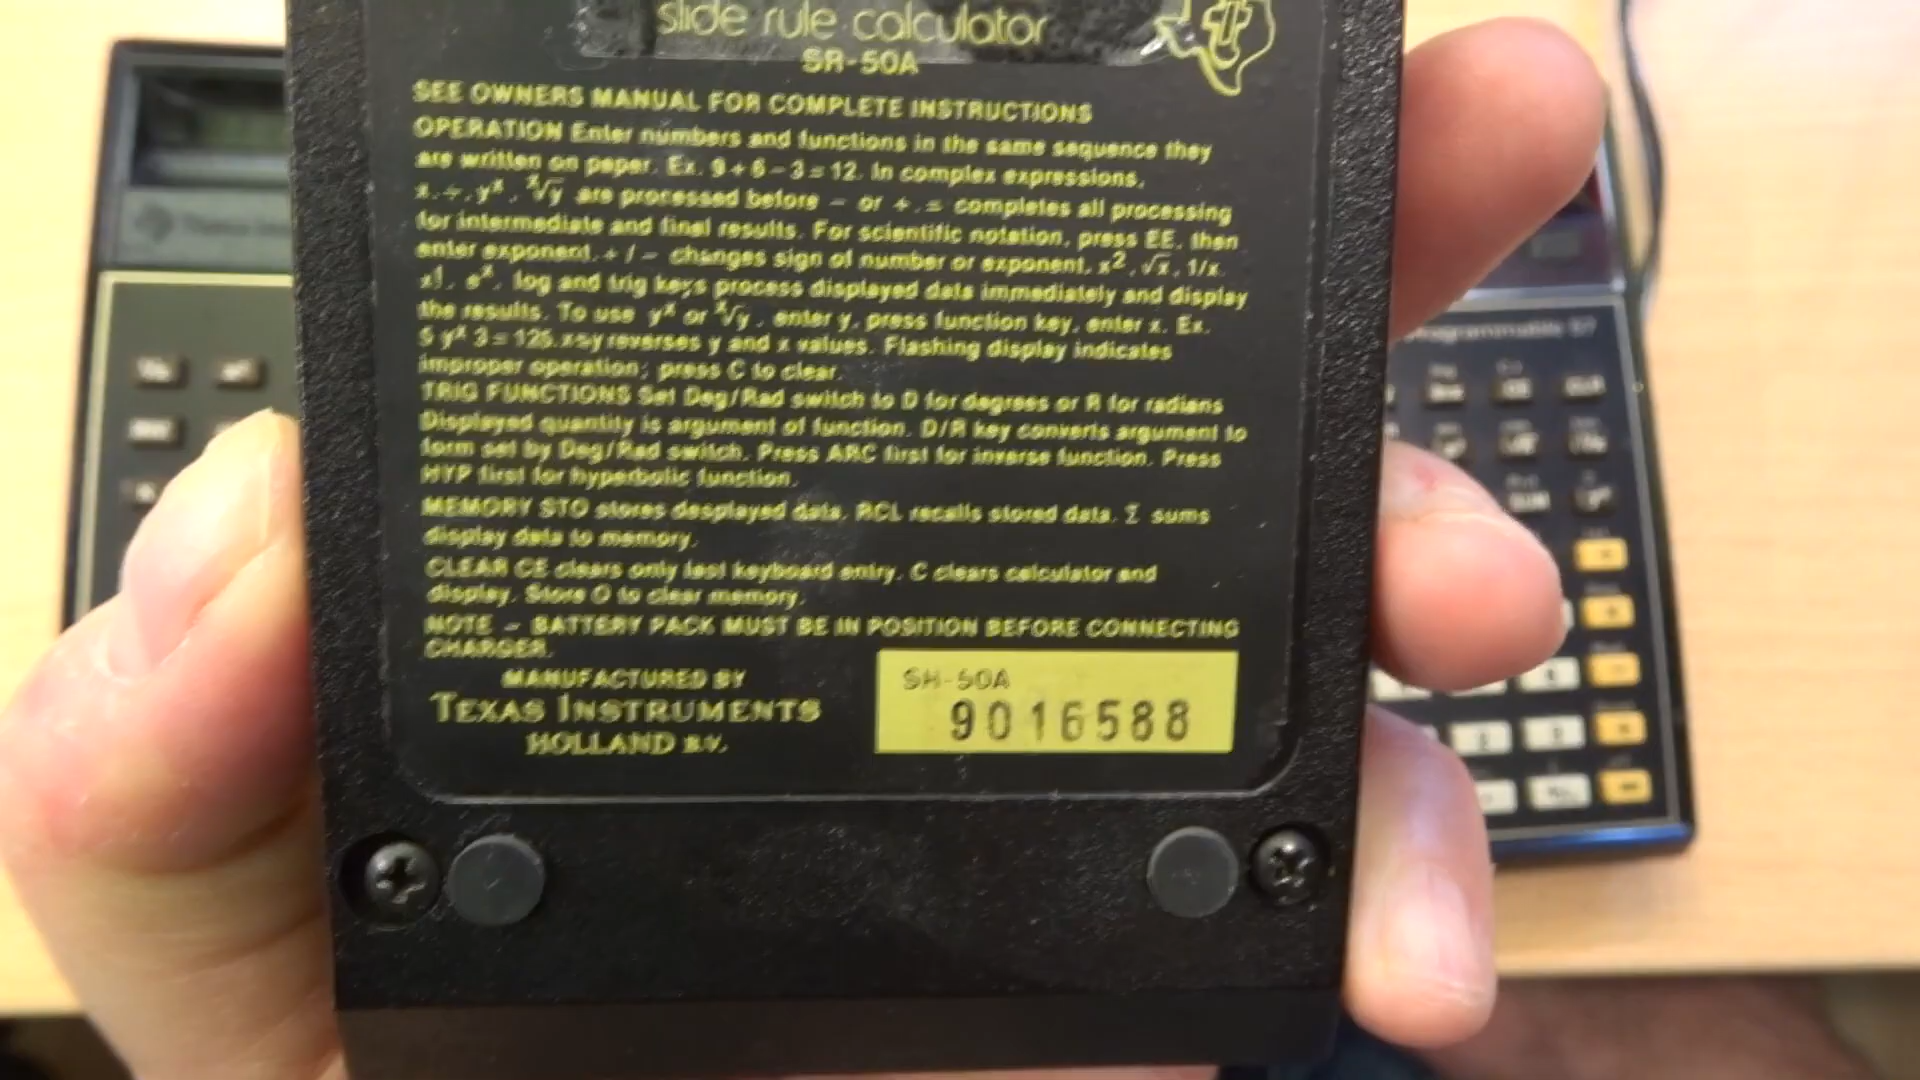 slide rule calculator
SR-50A
SEE OWNERS MANUAL FOR COMPLETE INSTRUCTIONS
OPERATION Enter numbers and functions in the same sequence they
are written on paper. Ex. 9 + 6 − 3 = 12. In complex expressions,
x, ÷, yˣ, ˣ√y are processed before − or +. = completes all processing
for intermediate and final results. For scientific notation, press EE, then
enter exponent. + / − changes sign of number or exponent. x², √x, 1/x,
x!, eˣ, log and trig keys process displayed data immediately and display
the results. To use yˣ or ˣ√y, enter y, press function key, enter x. Ex.
5 yˣ 3 = 125. x≷y reverses y and x values. Flashing display indicates
improper operation; press C to clear.
TRIG FUNCTIONS Set Deg/Rad switch to D for degrees or R for radians
Displayed quantity is argument of function. D/R key converts argument to
form set by Deg/Rad switch. Press ARC first for inverse function. Press
HYP first for hyperbolic function.
MEMORY STO stores desplayed data. RCL recalls stored data. Σ sums
display data to memory.
CLEAR CE clears only last keyboard entry. C clears calculator and
display. Store O to clear memory.
NOTE – BATTERY PACK MUST BE IN POSITION BEFORE CONNECTING
CHARGER.
MANUFACTURED BY
TEXAS INSTRUMENTS
HOLLAND B.V.
SR-50A
9016588
Programmable 57